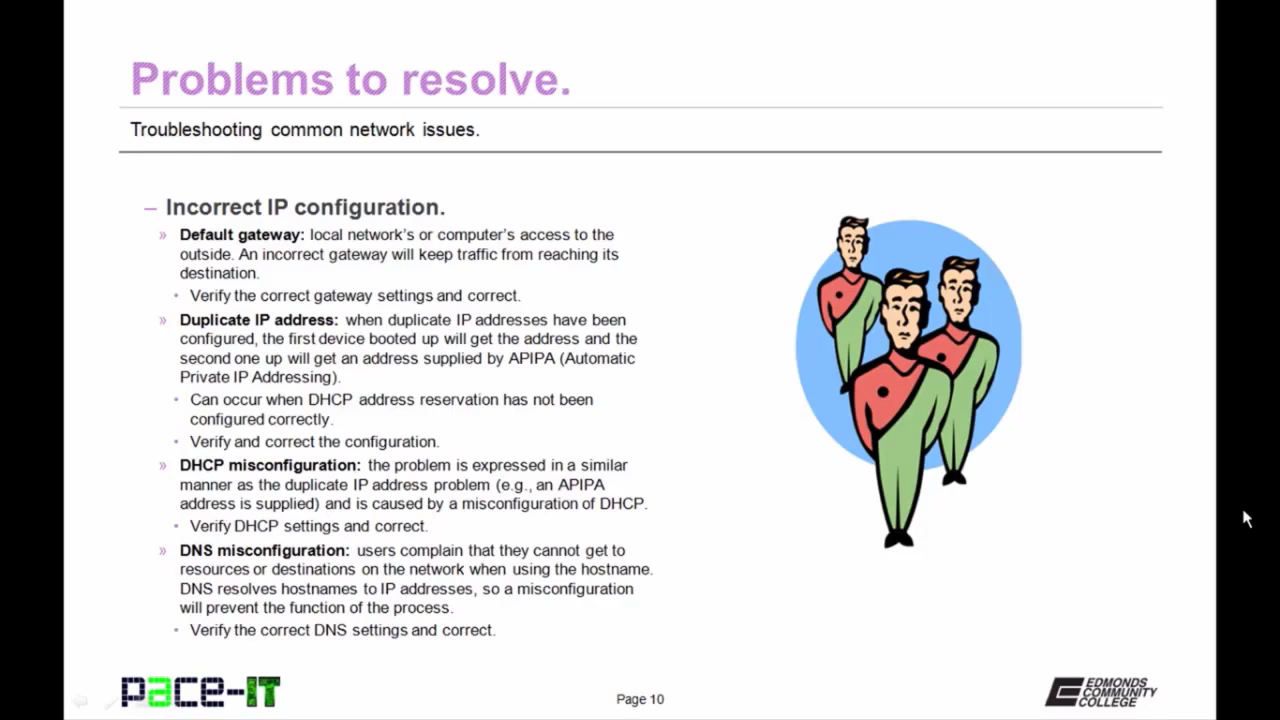 Problems to resolve.
Troubleshooting common network issues.
– Incorrect IP configuration.
» Default gateway: local network's or computer's access to the
outside. An incorrect gateway will keep traffic from reaching its
destination.
• Verify the correct gateway settings and correct.
» Duplicate IP address: when duplicate IP addresses have been
configured, the first device booted up will get the address and the
second one up will get an address supplied by APIPA (Automatic
Private IP Addressing).
• Can occur when DHCP address reservation has not been
configured correctly.
• Verify and correct the configuration.
» DHCP misconfiguration: the problem is expressed in a similar
manner as the duplicate IP address problem (e.g., an APIPA
address is supplied) and is caused by a misconfiguration of DHCP.
• Verify DHCP settings and correct.
» DNS misconfiguration: users complain that they cannot get to
resources or destinations on the network when using the hostname.
DNS resolves hostnames to IP addresses, so a misconfiguration
will prevent the function of the process.
• Verify the correct DNS settings and correct.
pace-IT
Page 10
EDMONDS
COMMUNITY
COLLEGE